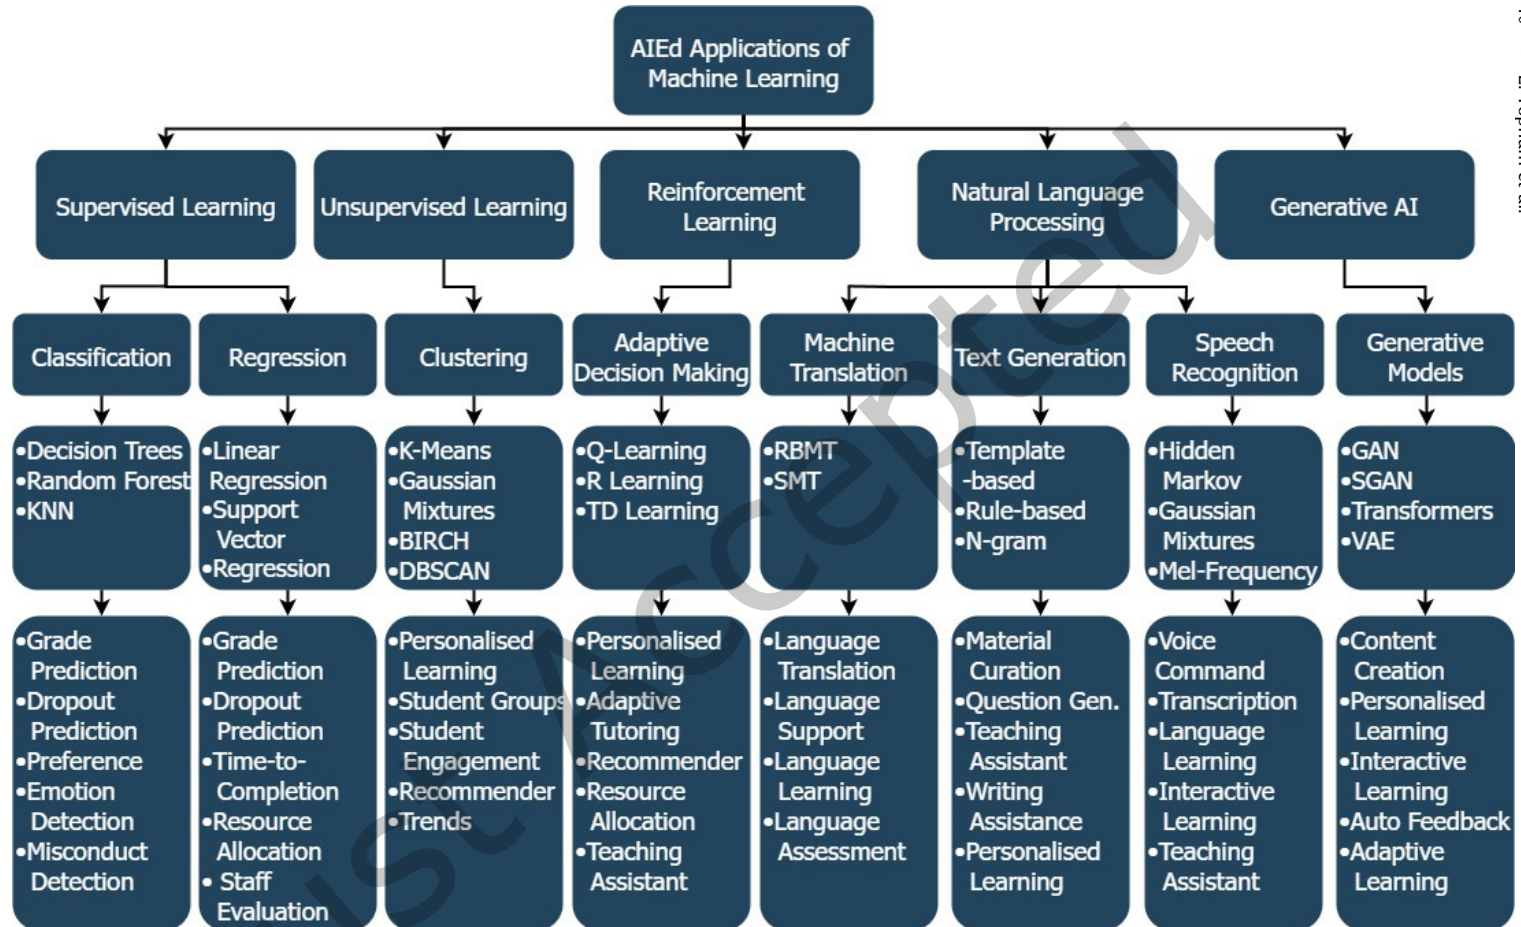 AIEd Applications of
Machine Learning
Supervised Learning
Unsupervised Learning
Reinforcement
Learning
Natural Language
Processing
Generative AI
Classification
Regression
Clustering
Adaptive
Decision Making
Machine
Translation
Text Generation
Speech
Recognition
Generative
Models
•Decision Trees
•Random Forest
•KNN
•Linear
Regression
•Support
Vector
•Regression
•K-Means
•Gaussian
Mixtures
•BIRCH
•DBSCAN
•Q-Learning
•R Learning
•TD Learning
•RBMT
•SMT
•Template
-based
•Rule-based
•N-gram
•Hidden
Markov
•Gaussian
Mixtures
•Mel-Frequency
•GAN
•SGAN
•Transformers
•VAE
•Grade
Prediction
•Dropout
Prediction
•Preference
•Emotion
Detection
•Misconduct
Detection
•Grade
Prediction
•Dropout
Prediction
•Time-to-
Completion
•Resource
Allocation
• Staff
Evaluation
•Personalised
Learning
•Student Groups
•Student
Engagement
•Recommender
•Trends
•Personalised
Learning
•Adaptive
Tutoring
•Recommender
•Resource
Allocation
•Teaching
Assistant
•Language
Translation
•Language
Support
•Language
Learning
•Language
Assessment
•Material
Curation
•Question Gen.
•Teaching
Assistant
•Writing
Assistance
•Personalised
Learning
•Voice
Command
•Transcription
•Language
Learning
•Interactive
Learning
•Teaching
Assistant
•Content
Creation
•Personalised
Learning
•Interactive
Learning
•Auto Feedback
•Adaptive
Learning
Accepted